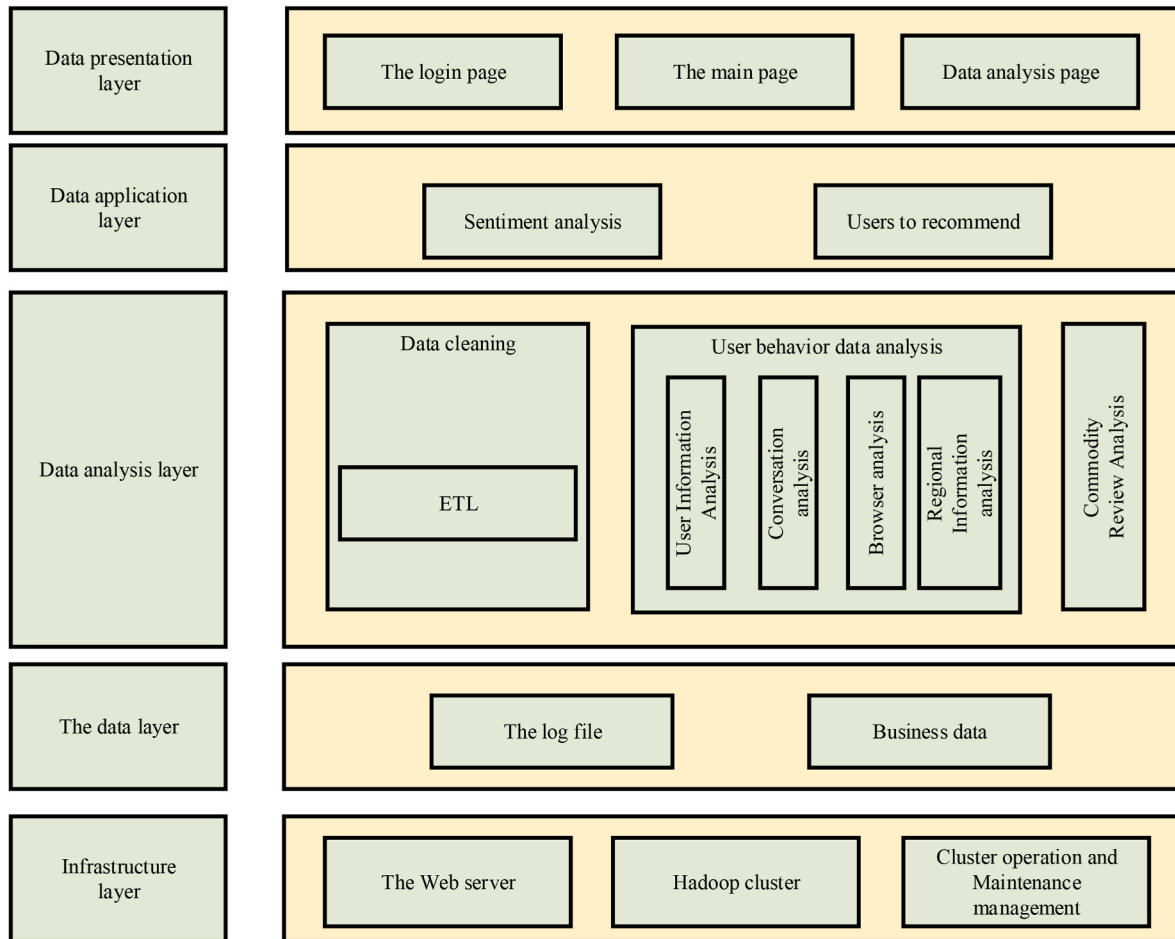 Data presentation
layer
The login page
The main page
Data analysis page
Data application
layer
Sentiment analysis
Users to recommend
Data analysis layer
Data cleaning
ETL
User behavior data analysis
User Information
Analysis
Conversation
analysis
Browser analysis
Regional
Information
analysis
Commodity
Review Analysis
The data layer
The log file
Business data
Infrastructure
layer
The Web server
Hadoop cluster
Cluster operation and
Maintenance
management